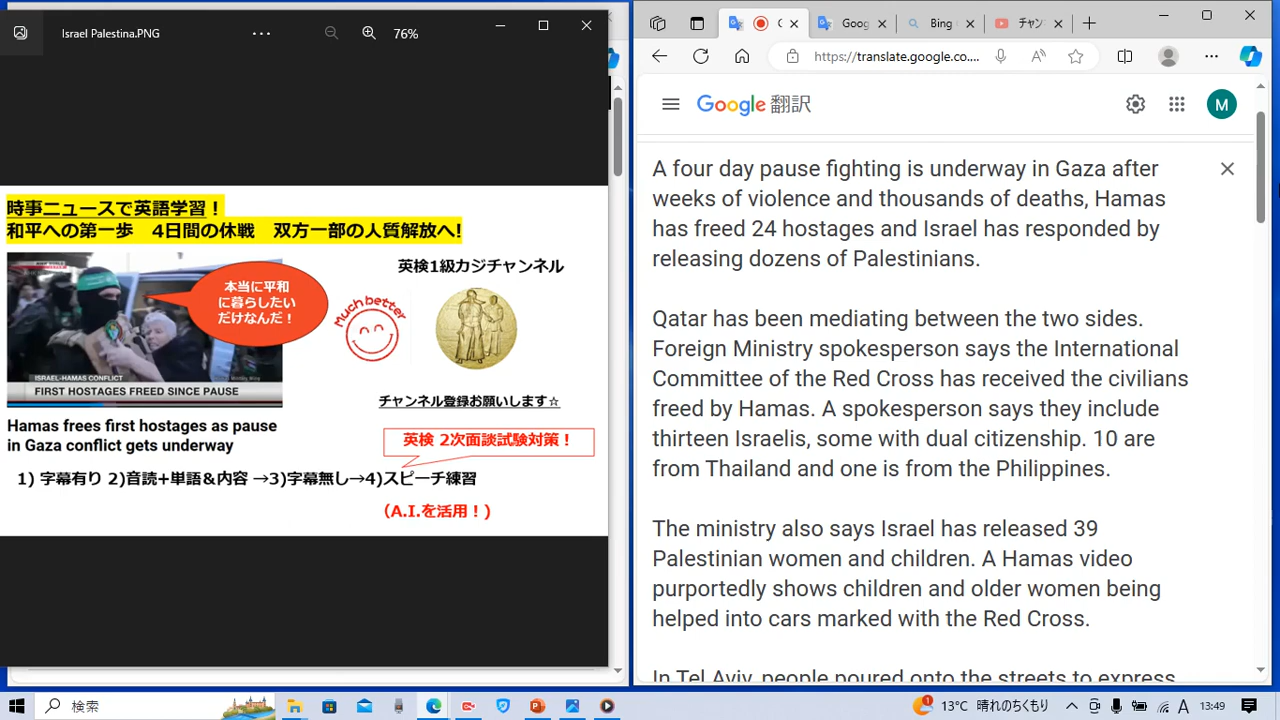 Israel Palestina.PNG
76%
時事ニュースで英語学習！
和平への第一歩　4日間の休戦　双方一部の人質解放へ!
本当に平和
に暮らしたい
だけなんだ！
英検1級カジチャンネル
Much better
ISRAEL-HAMAS CONFLICT
FIRST HOSTAGES FREED SINCE PAUSE
チャンネル登録お願いします☆
Hamas frees first hostages as pause
in Gaza conflict gets underway
英検 2次面談試験対策！
1) 字幕有り 2)音読+単語＆内容 →3)字幕無し→4)スピーチ練習
（A.I.を活用！）
Goog
Bing
チャン
https://translate.google.co....
Google 翻訳
M
A four day pause fighting is underway in Gaza after
weeks of violence and thousands of deaths, Hamas
has freed 24 hostages and Israel has responded by
releasing dozens of Palestinians.
Qatar has been mediating between the two sides.
Foreign Ministry spokesperson says the International
Committee of the Red Cross has received the civilians
freed by Hamas. A spokesperson says they include
thirteen Israelis, some with dual citizenship. 10 are
from Thailand and one is from the Philippines.
The ministry also says Israel has released 39
Palestinian women and children. A Hamas video
purportedly shows children and older women being
helped into cars marked with the Red Cross.
In Tel Aviv, people poured onto the streets to express
検索
1
13°C 晴れのちくもり
A
13:49